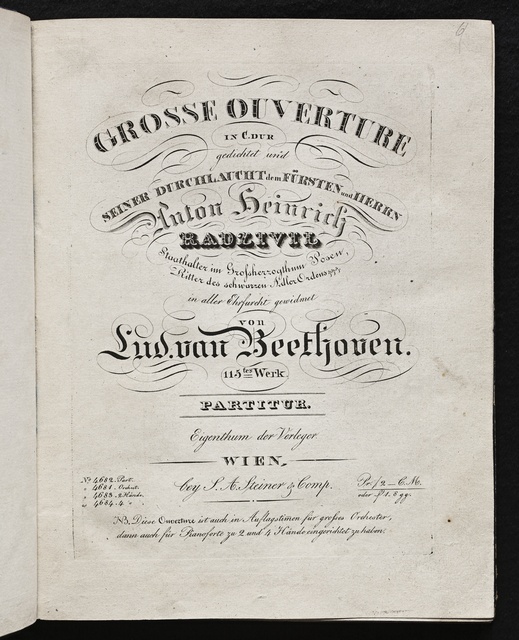 6
GROSSE OUVERTURE
IN C. DUR
gedichtet und
SEINER DURCHLAUCHT dem FÜRSTEN und HERRN
Anton Heinrich
RADZIVIL
Staathalter im Grosherzogthum Posen,
Ritter des schwarzen Adler Ordens
in aller Ehrfurcht gewidmet
VON
Lud. van Beethoven.
115tes Werk.
PARTITUR.
Eigenthum der Verleger.
WIEN,
bey S. A. Steiner & Comp.
No 4682. Part.
" 4681. Orchest.
" 4683. 2 Hände.
" 4684. 4 "
Pr. f 2 _ C. M.
oder 1. 8 gg.
NB. Diese Ouverture ist auch in Auflagstimen für großes Orchester,
dann auch für Pianoforte zu 2 und 4 Hände eingerichtet zu haben.